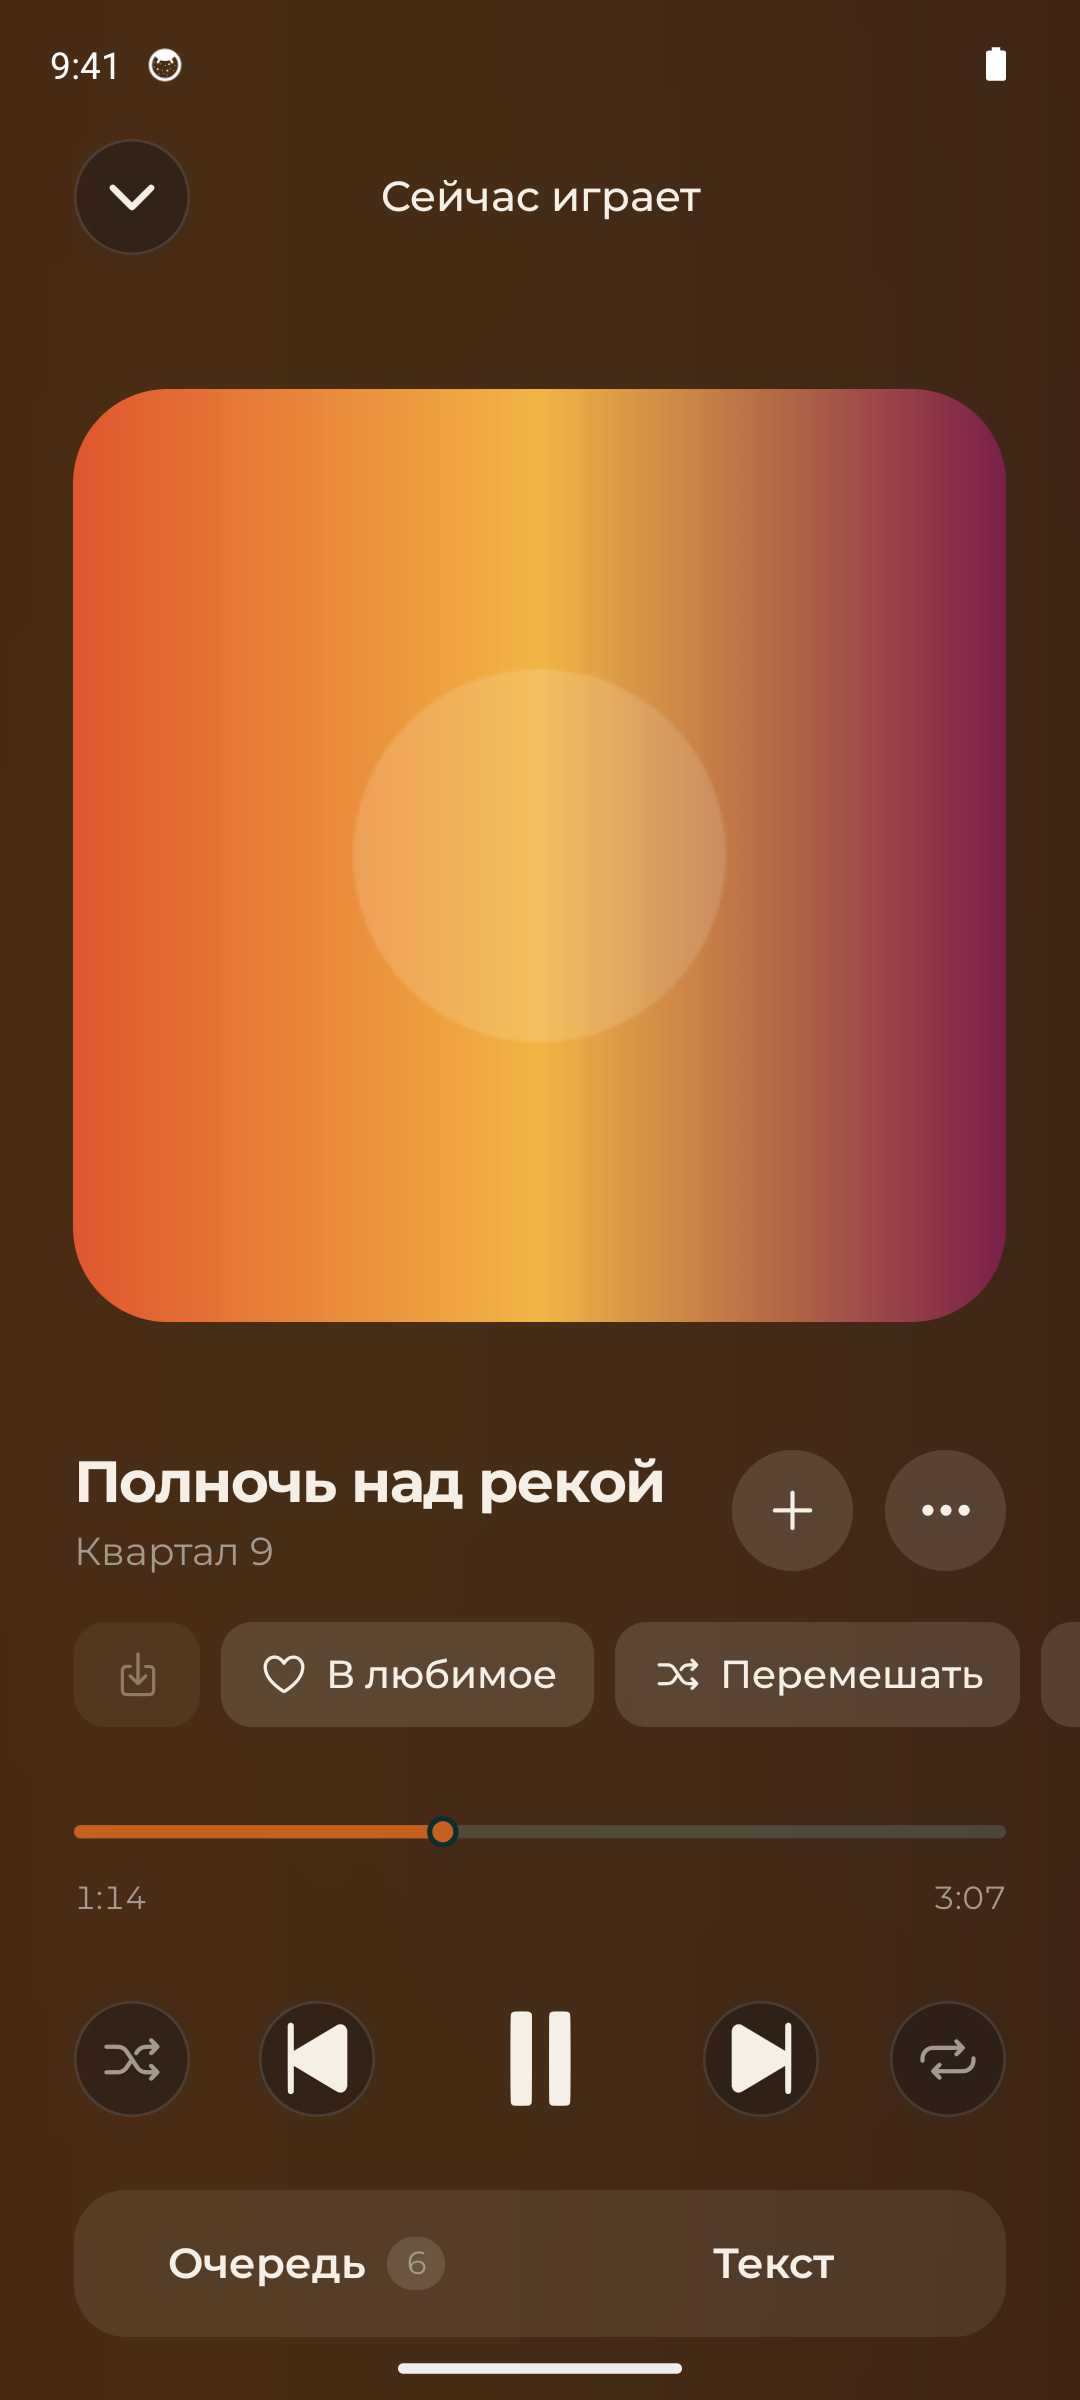 9:41
Сейчас играет
Полночь над рекой
Квартал 9
В любимое
Перемешать
1:14
3:07
Очередь 6
Текст